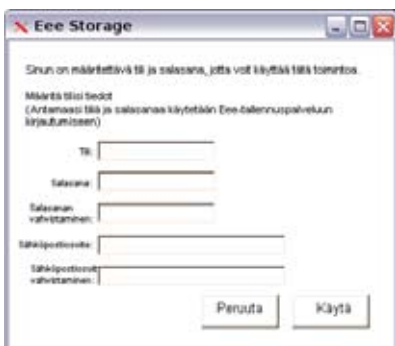 Eee Storage
Sinun on määritettävä tili ja salasana, jotta voit käyttää tätä toimintoa.
Määritä tilisi tiedot
(Antamaasi tiliä ja salasanaa käytetään Eee-tallennuspalveluun
kirjautumiseen)
Tili:
Salasana:
Salasanan
vahvistaminen:
Sähköpostiosoite:
Sähköpostiosoit
vahvistaminen:
Peruuta
Käytä